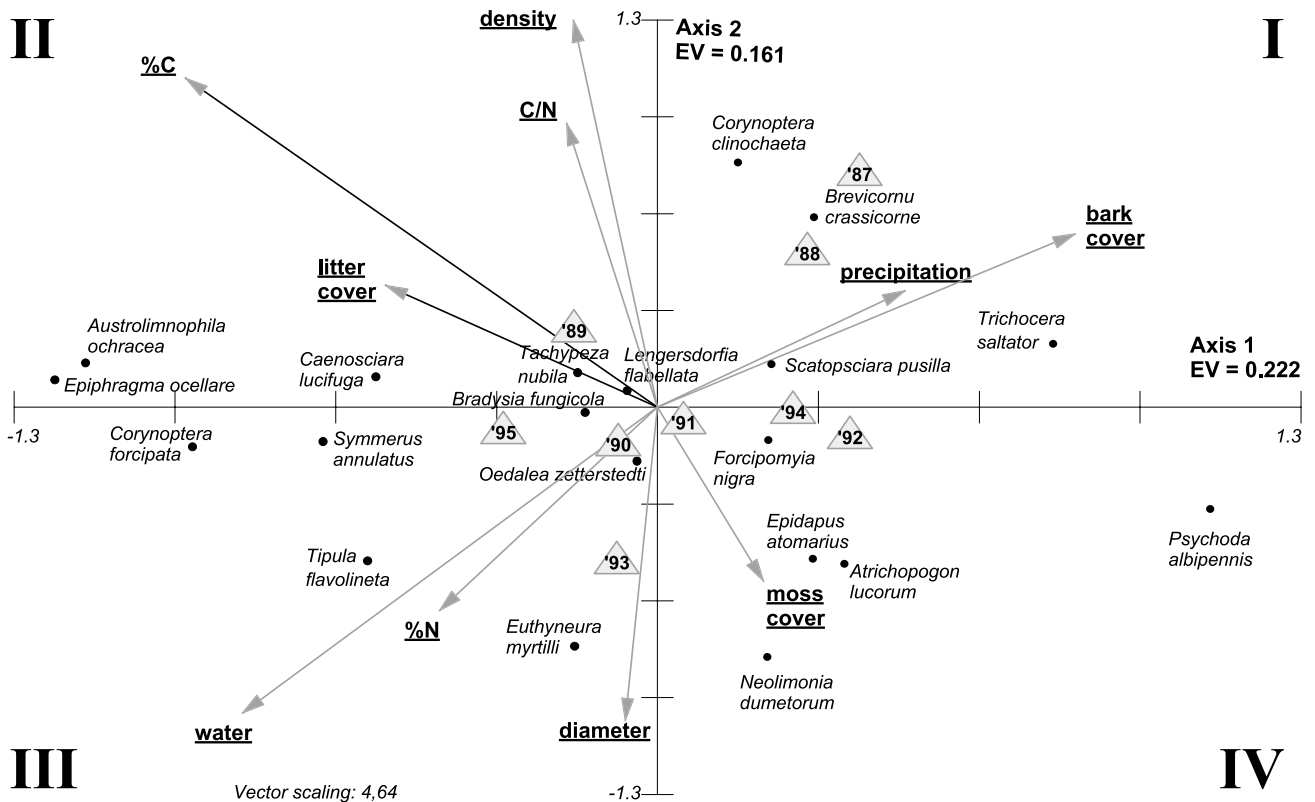 II
density
1.3
Axis 2
EV = 0.161
I
%C
C/N
Corynoptera
clinochaeta
'87
Brevicornu
crassicorne
bark
cover
'88
litter
cover
precipitation
'89
Trichocera
saltator
Austrolimnophila
ochracea
Epiphragma ocellare
Caenosciara
lucifuga
Tachypeza
nubila
Lengersdorfia
flabellata
Scatopsciara pusilla
Axis 1
EV = 0.222
Bradysia fungicola
-1.3
Corynoptera
forcipata
Symmerus
annulatus
'95
'90
'91
'94
'92
1.3
Oedalea zetterstedti
Forcipomyia
nigra
Tipula
flavolineta
'93
Epidapus
atomarius
Atrichopogon
lucorum
Psychoda
albipennis
%N
Euthyneura
myrtilli
moss
cover
Neolimonia
dumetorum
water
diameter
III
Vector scaling: 4,64
-1.3
IV